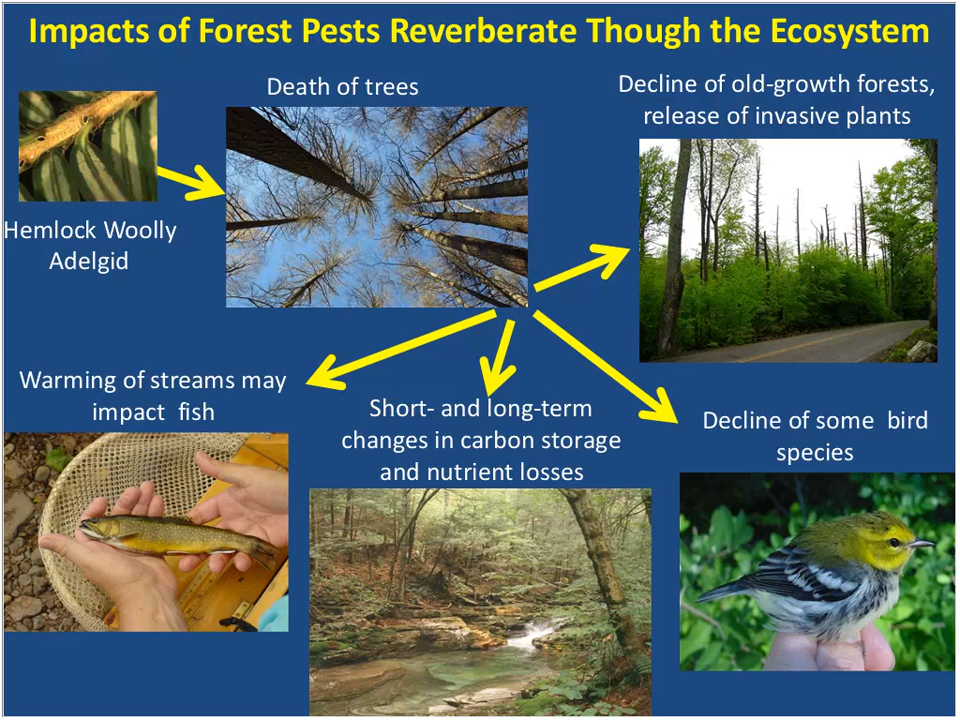 Impacts of Forest Pests Reverberate Though the Ecosystem
Death of trees
Decline of old-growth forests,
release of invasive plants
Hemlock Woolly
Adelgid
Warming of streams may
impact fish
Short- and long-term
changes in carbon storage
and nutrient losses
Decline of some bird
species